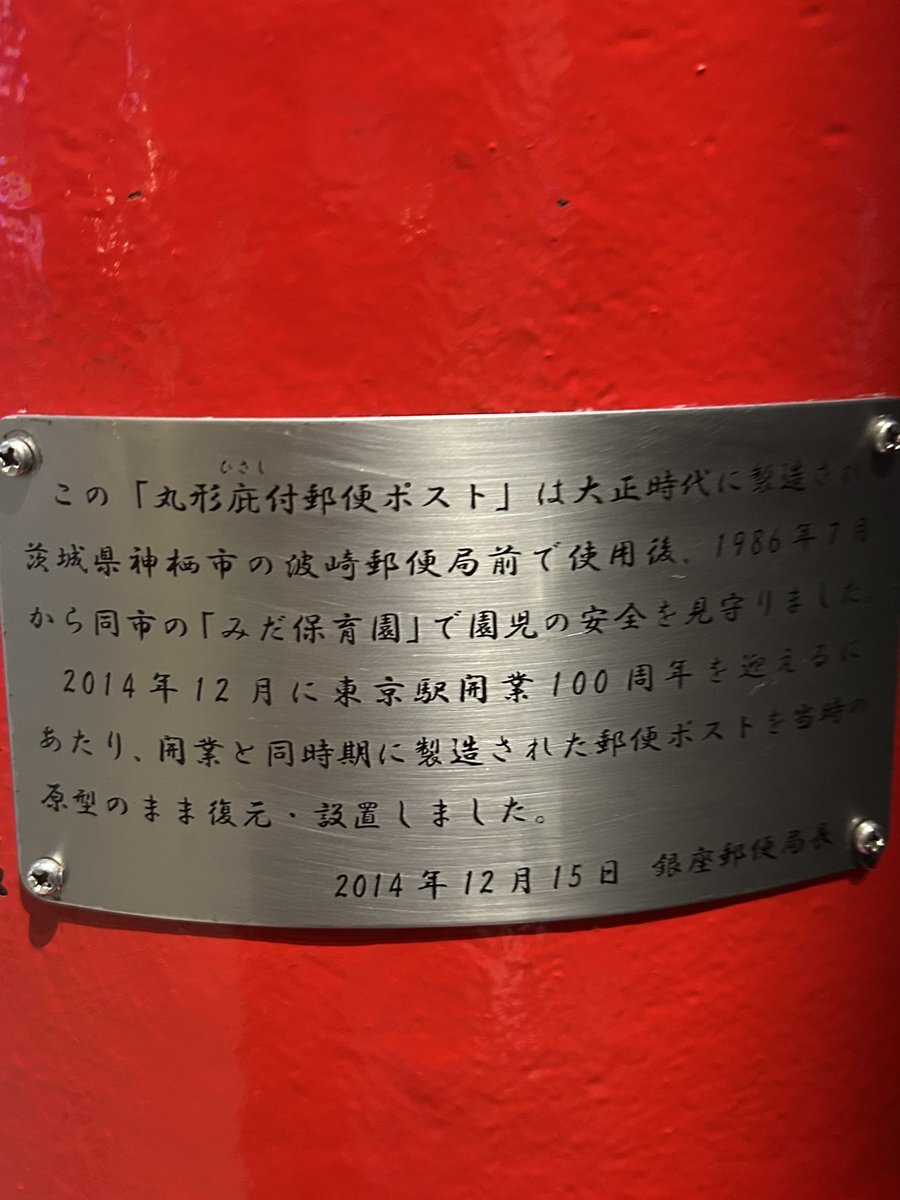 ひさし
この「丸形庇付郵便ポスト」は大正時代に製造され
茨城県神栖市の波崎郵便局前で使用後、1986年7月
から同市の「みだ保育園」で園児の安全を見守りました。
2014年12月に東京駅開業100周年を迎えるに
あたり、開業と同時期に製造された郵便ポストを当時の
原型のまま復元・設置しました。
2014年12月15日 銀座郵便局長